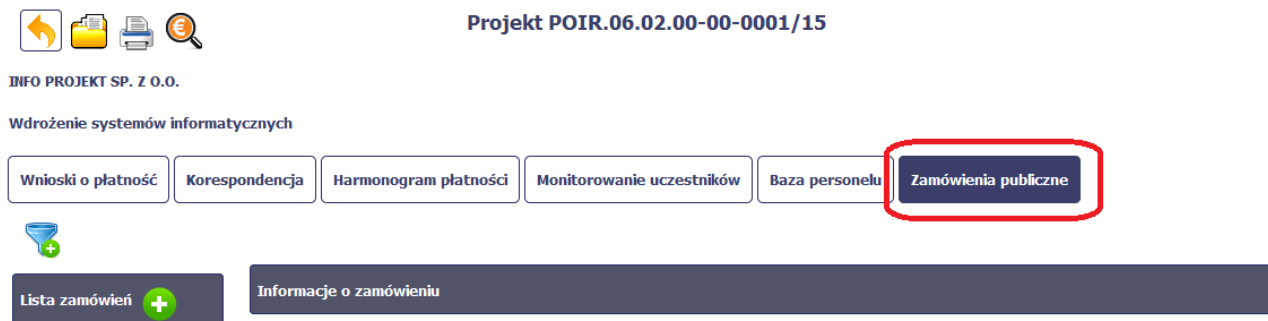 Projekt POIR.06.02.00-00-0001/15
INFO PROJEKT SP. Z O.O.
Wdrożenie systemów informatycznych
Wnioski o płatność Korespondencja Harmonogram płatności Monitorowanie uczestników Baza personelu Zamówienia publiczne
Lista zamówień Informacje o zamówieniu